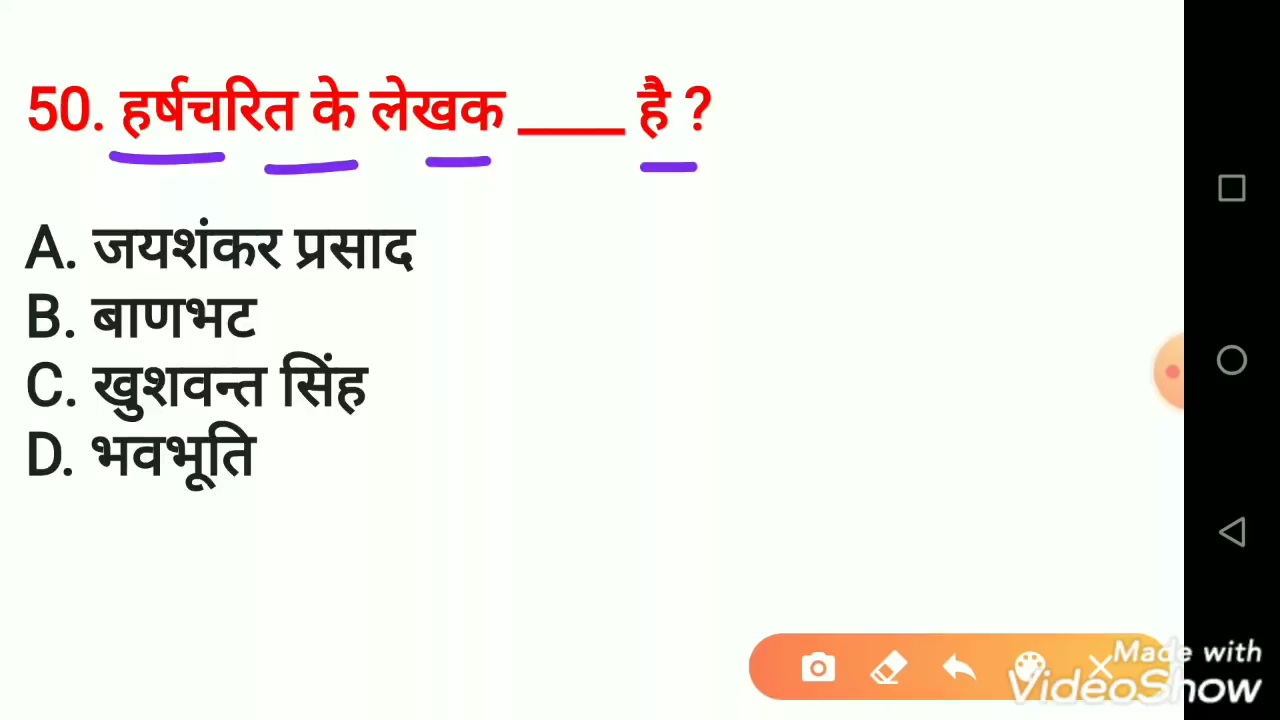 50. हर्षचरित के लेखक ____ है ?
A. जयशंकर प्रसाद
B. बाणभट
C. खुशवन्त सिंह
D. भवभूति
Made with
VideoShow